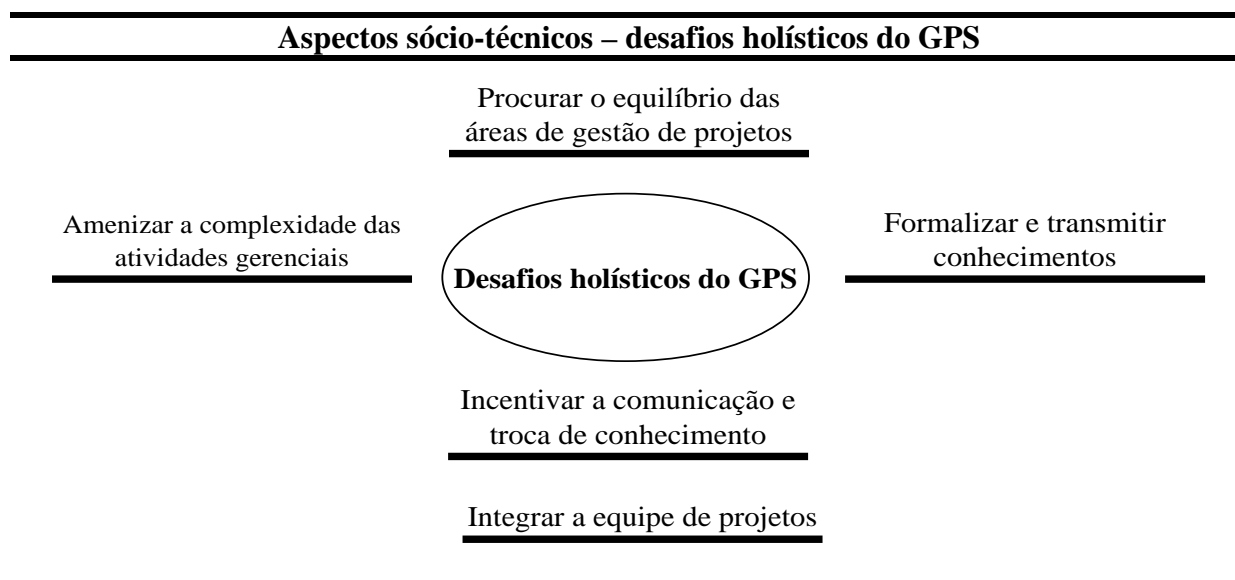 Aspectos sócio-técnicos – desafios holísticos do GPS
Procurar o equilíbrio das
áreas de gestão de projetos
Amenizar a complexidade das
atividades gerenciais
Desafios holísticos do GPS
Formalizar e transmitir
conhecimentos
Incentivar a comunicação e
troca de conhecimento
Integrar a equipe de projetos